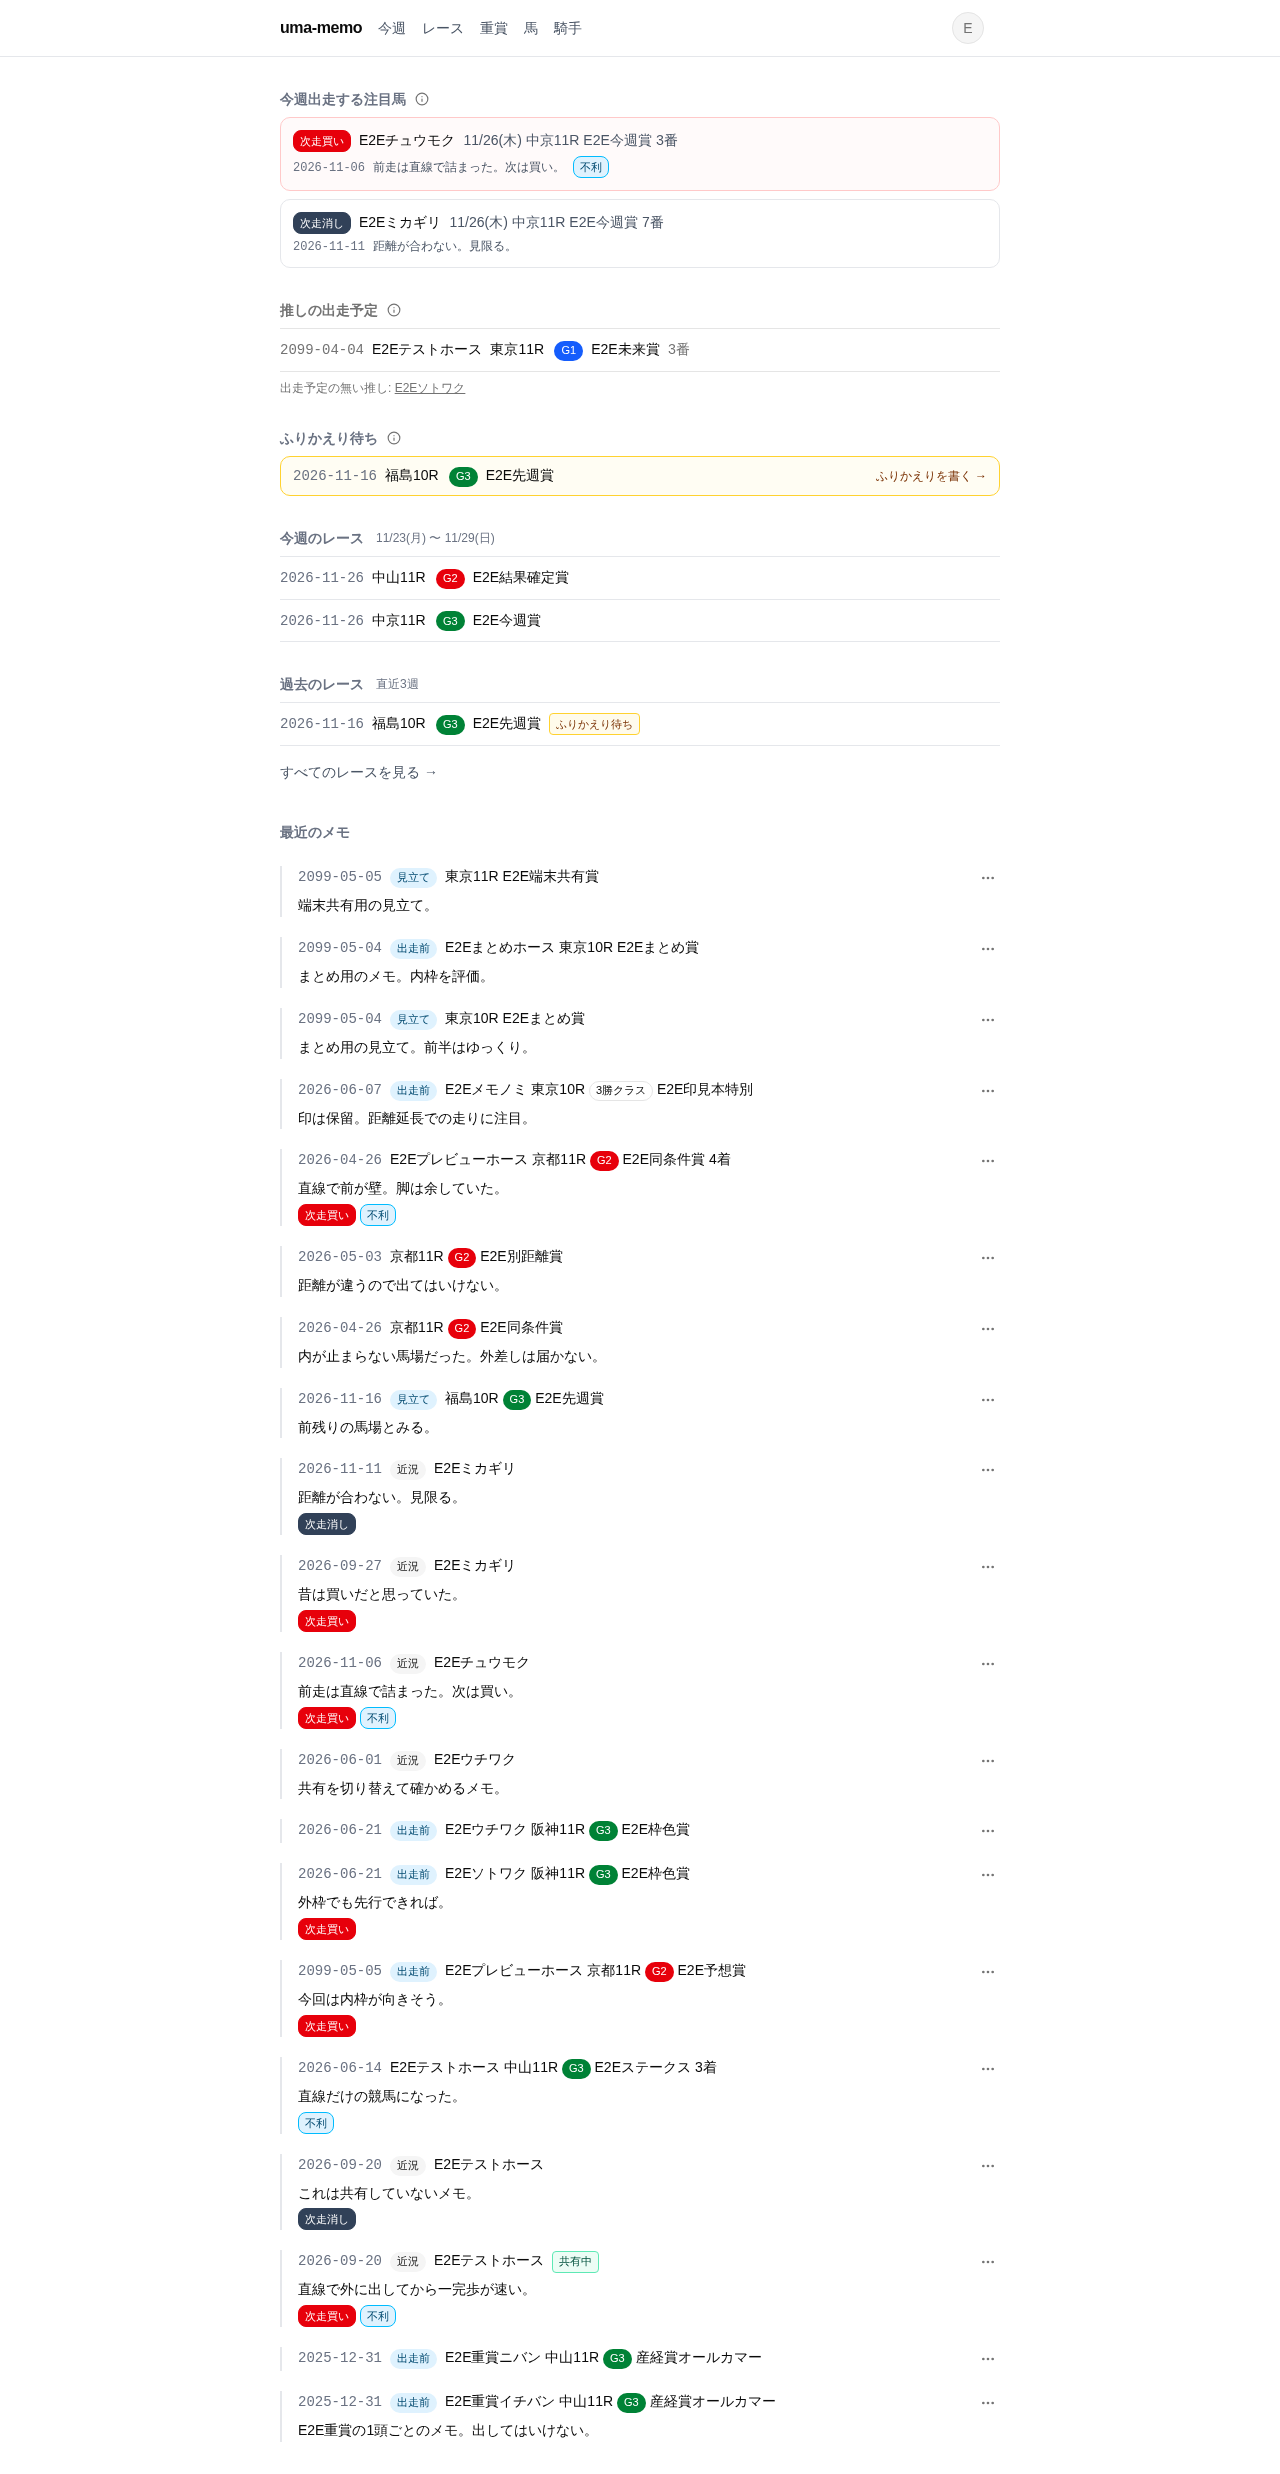 uma-memo 今週 レース 重賞 馬 騎手 E
今週出走する注目馬
次走買い E2Eチュウモク 11/26(木) 中京11R E2E今週賞 3番
2026-11-06 前走は直線で詰まった。次は買い。 不利
次走消し E2Eミカギリ 11/26(木) 中京11R E2E今週賞 7番
2026-11-11 距離が合わない。見限る。
推しの出走予定
2099-04-04 E2Eテストホース 東京11R G1 E2E未来賞 3番
出走予定の無い推し: E2Eソトワク
ふりかえり待ち
2026-11-16 福島10R G3 E2E先週賞 ふりかえりを書く →
今週のレース 11/23(月) 〜 11/29(日)
2026-11-26 中山11R G2 E2E結果確定賞
2026-11-26 中京11R G3 E2E今週賞
過去のレース 直近3週
2026-11-16 福島10R G3 E2E先週賞 ふりかえり待ち
すべてのレースを見る →
最近のメモ
2099-05-05 見立て 東京11R E2E端末共有賞
端末共有用の見立て。
2099-05-04 出走前 E2Eまとめホース 東京10R E2Eまとめ賞
まとめ用のメモ。内枠を評価。
2099-05-04 見立て 東京10R E2Eまとめ賞
まとめ用の見立て。前半はゆっくり。
2026-06-07 出走前 E2Eメモノミ 東京10R 3勝クラス E2E印見本特別
印は保留。距離延長での走りに注目。
2026-04-26 E2Eプレビューホース 京都11R G2 E2E同条件賞 4着
直線で前が壁。脚は余していた。
次走買い 不利
2026-05-03 京都11R G2 E2E別距離賞
距離が違うので出てはいけない。
2026-04-26 京都11R G2 E2E同条件賞
内が止まらない馬場だった。外差しは届かない。
2026-11-16 見立て 福島10R G3 E2E先週賞
前残りの馬場とみる。
2026-11-11 近況 E2Eミカギリ
距離が合わない。見限る。
次走消し
2026-09-27 近況 E2Eミカギリ
昔は買いだと思っていた。
次走買い
2026-11-06 近況 E2Eチュウモク
前走は直線で詰まった。次は買い。
次走買い 不利
2026-06-01 近況 E2Eウチワク
共有を切り替えて確かめるメモ。
2026-06-21 出走前 E2Eウチワク 阪神11R G3 E2E枠色賞
2026-06-21 出走前 E2Eソトワク 阪神11R G3 E2E枠色賞
外枠でも先行できれば。
次走買い
2099-05-05 出走前 E2Eプレビューホース 京都11R G2 E2E予想賞
今回は内枠が向きそう。
次走買い
2026-06-14 E2Eテストホース 中山11R G3 E2Eステークス 3着
直線だけの競馬になった。
不利
2026-09-20 近況 E2Eテストホース
これは共有していないメモ。
次走消し
2026-09-20 近況 E2Eテストホース 共有中
直線で外に出してから一完歩が速い。
次走買い 不利
2025-12-31 出走前 E2E重賞ニバン 中山11R G3 産経賞オールカマー
2025-12-31 出走前 E2E重賞イチバン 中山11R G3 産経賞オールカマー
E2E重賞の1頭ごとのメモ。出してはいけない。